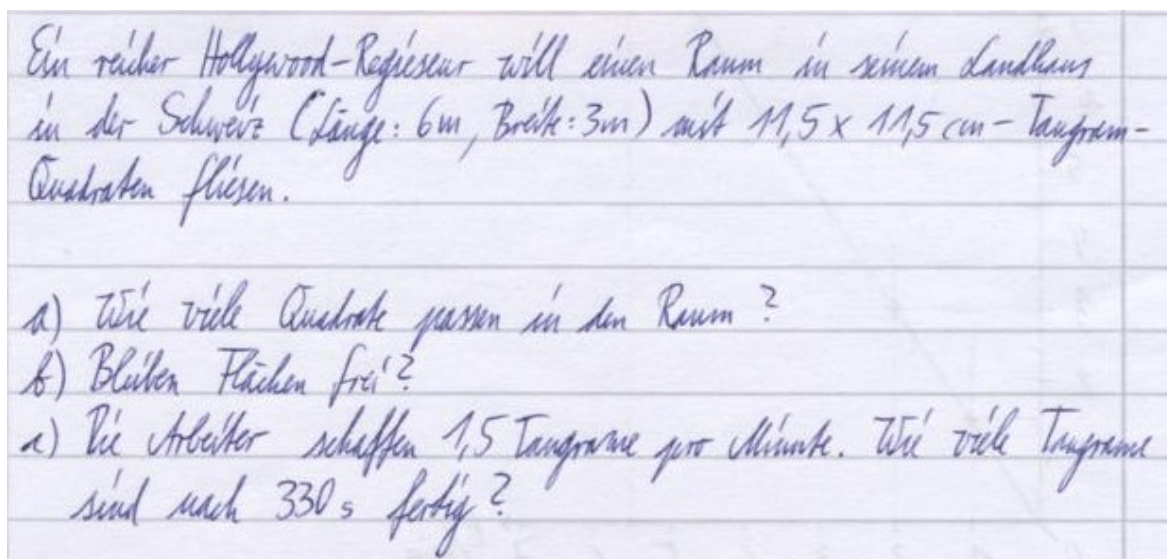 Ein reicher Hollywood-Regieseur will einen Raum in seinem Landhaus
in der Schweiz (Länge: 6m, Breite: 3m) mit 11,5 x 11,5 cm - Tangram-
Quadraten fliesen.
a) Wie viele Quadrate passen in den Raum?
b) Bleiben Flächen frei?
c) Die Arbeiter schaffen 1,5 Tangrame pro Minute. Wie viele Tangrame
sind nach 330 s fertig?